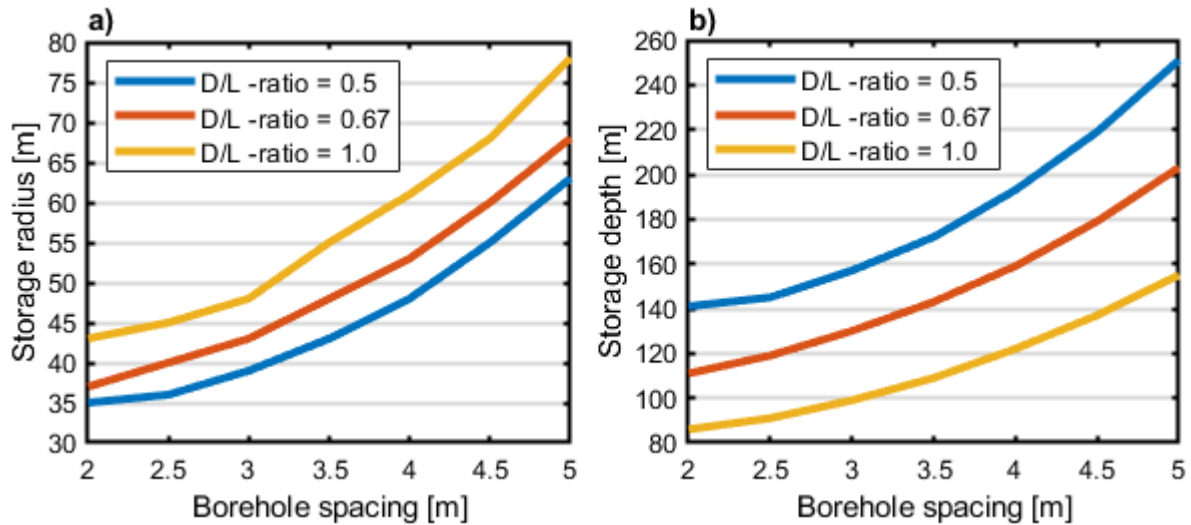 a)
80
75
70
65
60
55
50
45
40
35
30
Storage radius [m]
D/L -ratio = 0.5
D/L -ratio = 0.67
D/L -ratio = 1.0
2 2.5 3 3.5 4 4.5 5
Borehole spacing [m]
b)
260
240
220
200
180
160
140
120
100
80
Storage depth [m]
D/L -ratio = 0.5
D/L -ratio = 0.67
D/L -ratio = 1.0
2 2.5 3 3.5 4 4.5 5
Borehole spacing [m]